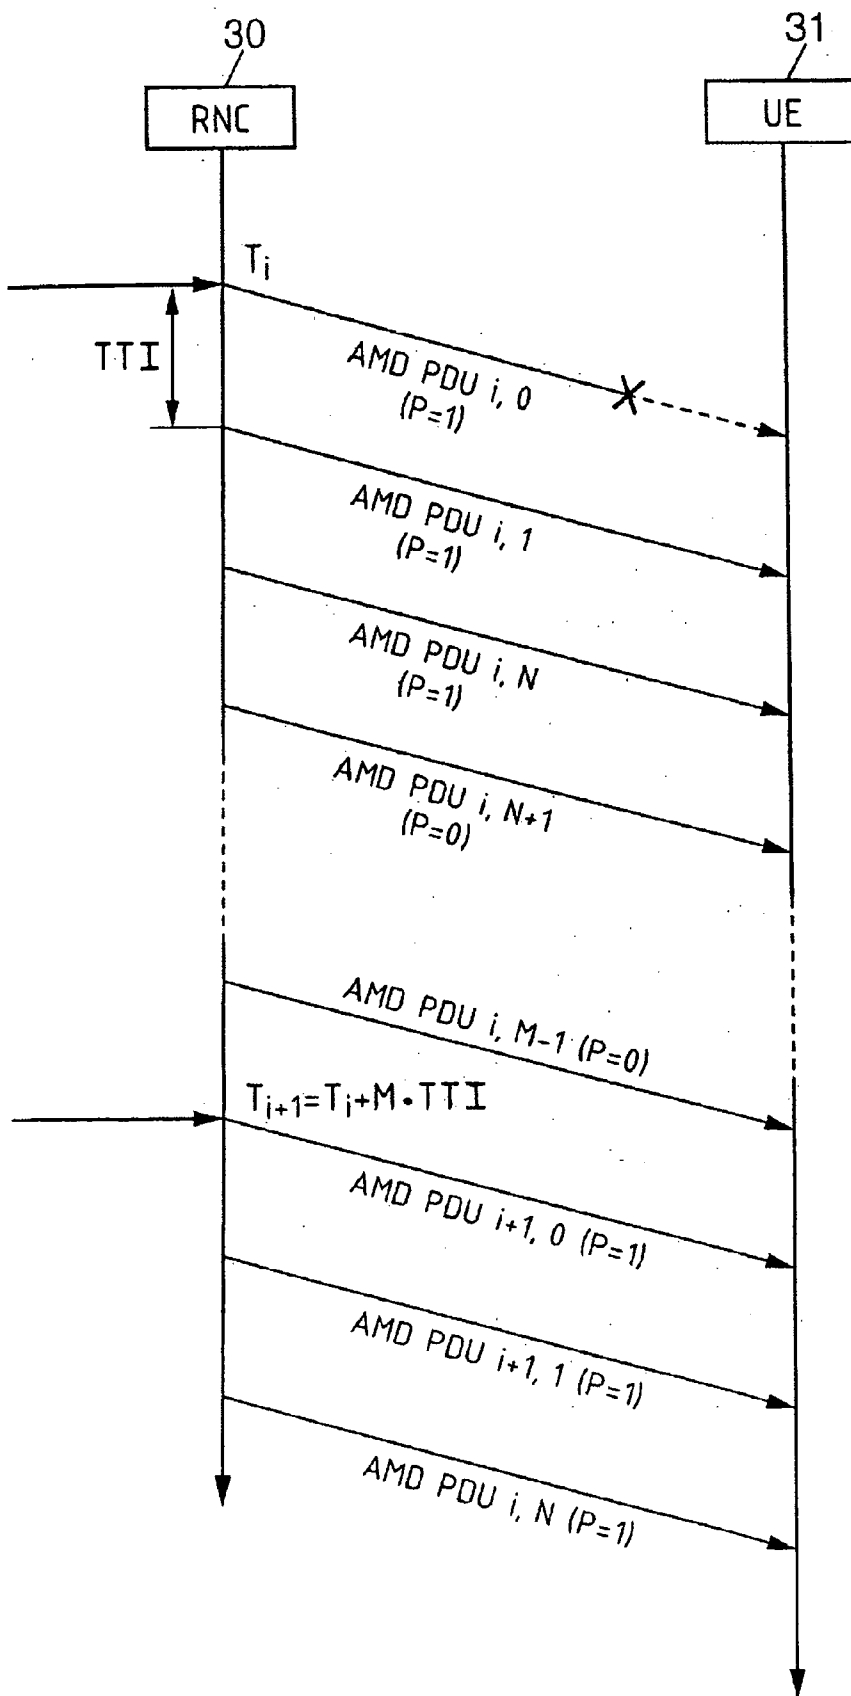 30
31
RNC
UE
Ti
TTI
AMD PDU i, 0
(P=1)
AMD PDU i, 1
(P=1)
AMD PDU i, N
(P=1)
AMD PDU i, N+1
(P=0)
AMD PDU i, M-1 (P=0)
Ti+1=Ti+M•TTI
AMD PDU i+1, 0 (P=1)
AMD PDU i+1, 1 (P=1)
AMD PDU i, N (P=1)